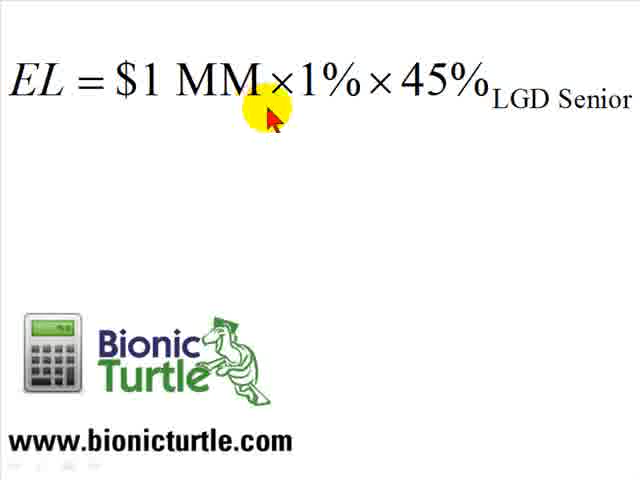 EL = $1 MM × 1% × 45% LGD Senior
Bionic
Turtle
www.bionicturtle.com